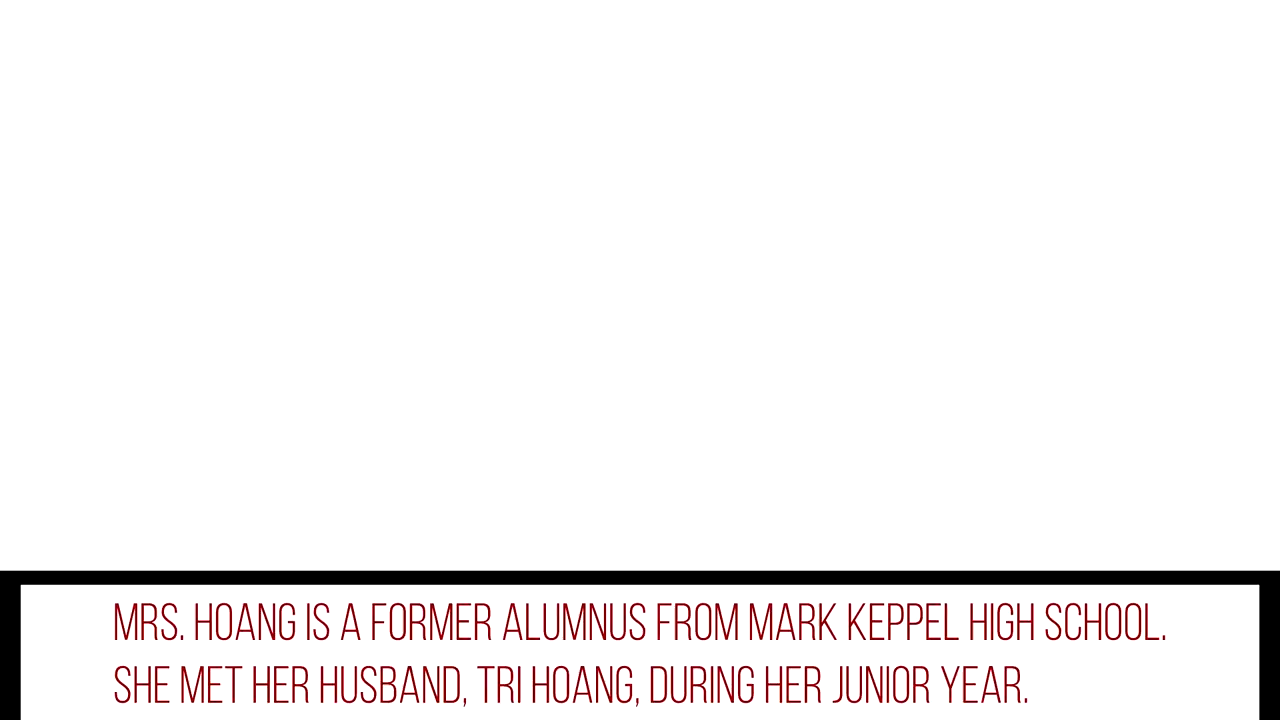 MRS. HOANG IS A FORMER ALUMNUS FROM MARK KEPPEL HIGH SCHOOL.
SHE MET HER HUSBAND, TRI HOANG, DURING HER JUNIOR YEAR.